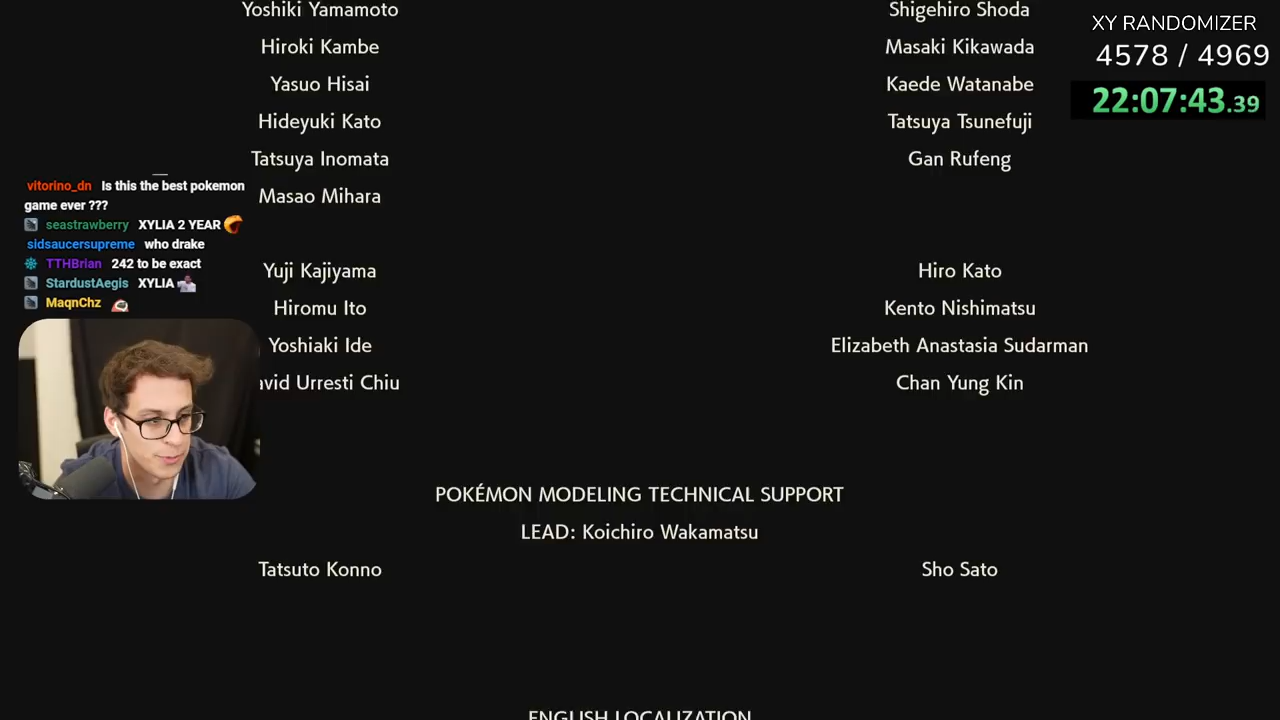 Yoshiki Yamamoto
Shigehiro Shoda
Hiroki Kambe
Masaki Kikawada
Yasuo Hisai
Kaede Watanabe
Hideyuki Kato
Tatsuya Tsunefuji
Tatsuya Inomata
Gan Rufeng
Masao Mihara
Yuji Kajiyama
Hiro Kato
Hiromu Ito
Kento Nishimatsu
Yoshiaki Ide
Elizabeth Anastasia Sudarman
avid Urresti Chiu
Chan Yung Kin
POKÉMON MODELING TECHNICAL SUPPORT
LEAD: Koichiro Wakamatsu
Tatsuto Konno
Sho Sato
ENGLISH LOCALIZATION
XY RANDOMIZER
4578 / 4969
22:07:43.39
vitorino_dn Is this the best pokemon
game ever ???
seastrawberry XYLIA 2 YEAR
sidsaucersupreme who drake
TTHBrian 242 to be exact
StardustAegis XYLIA
MaqnChz